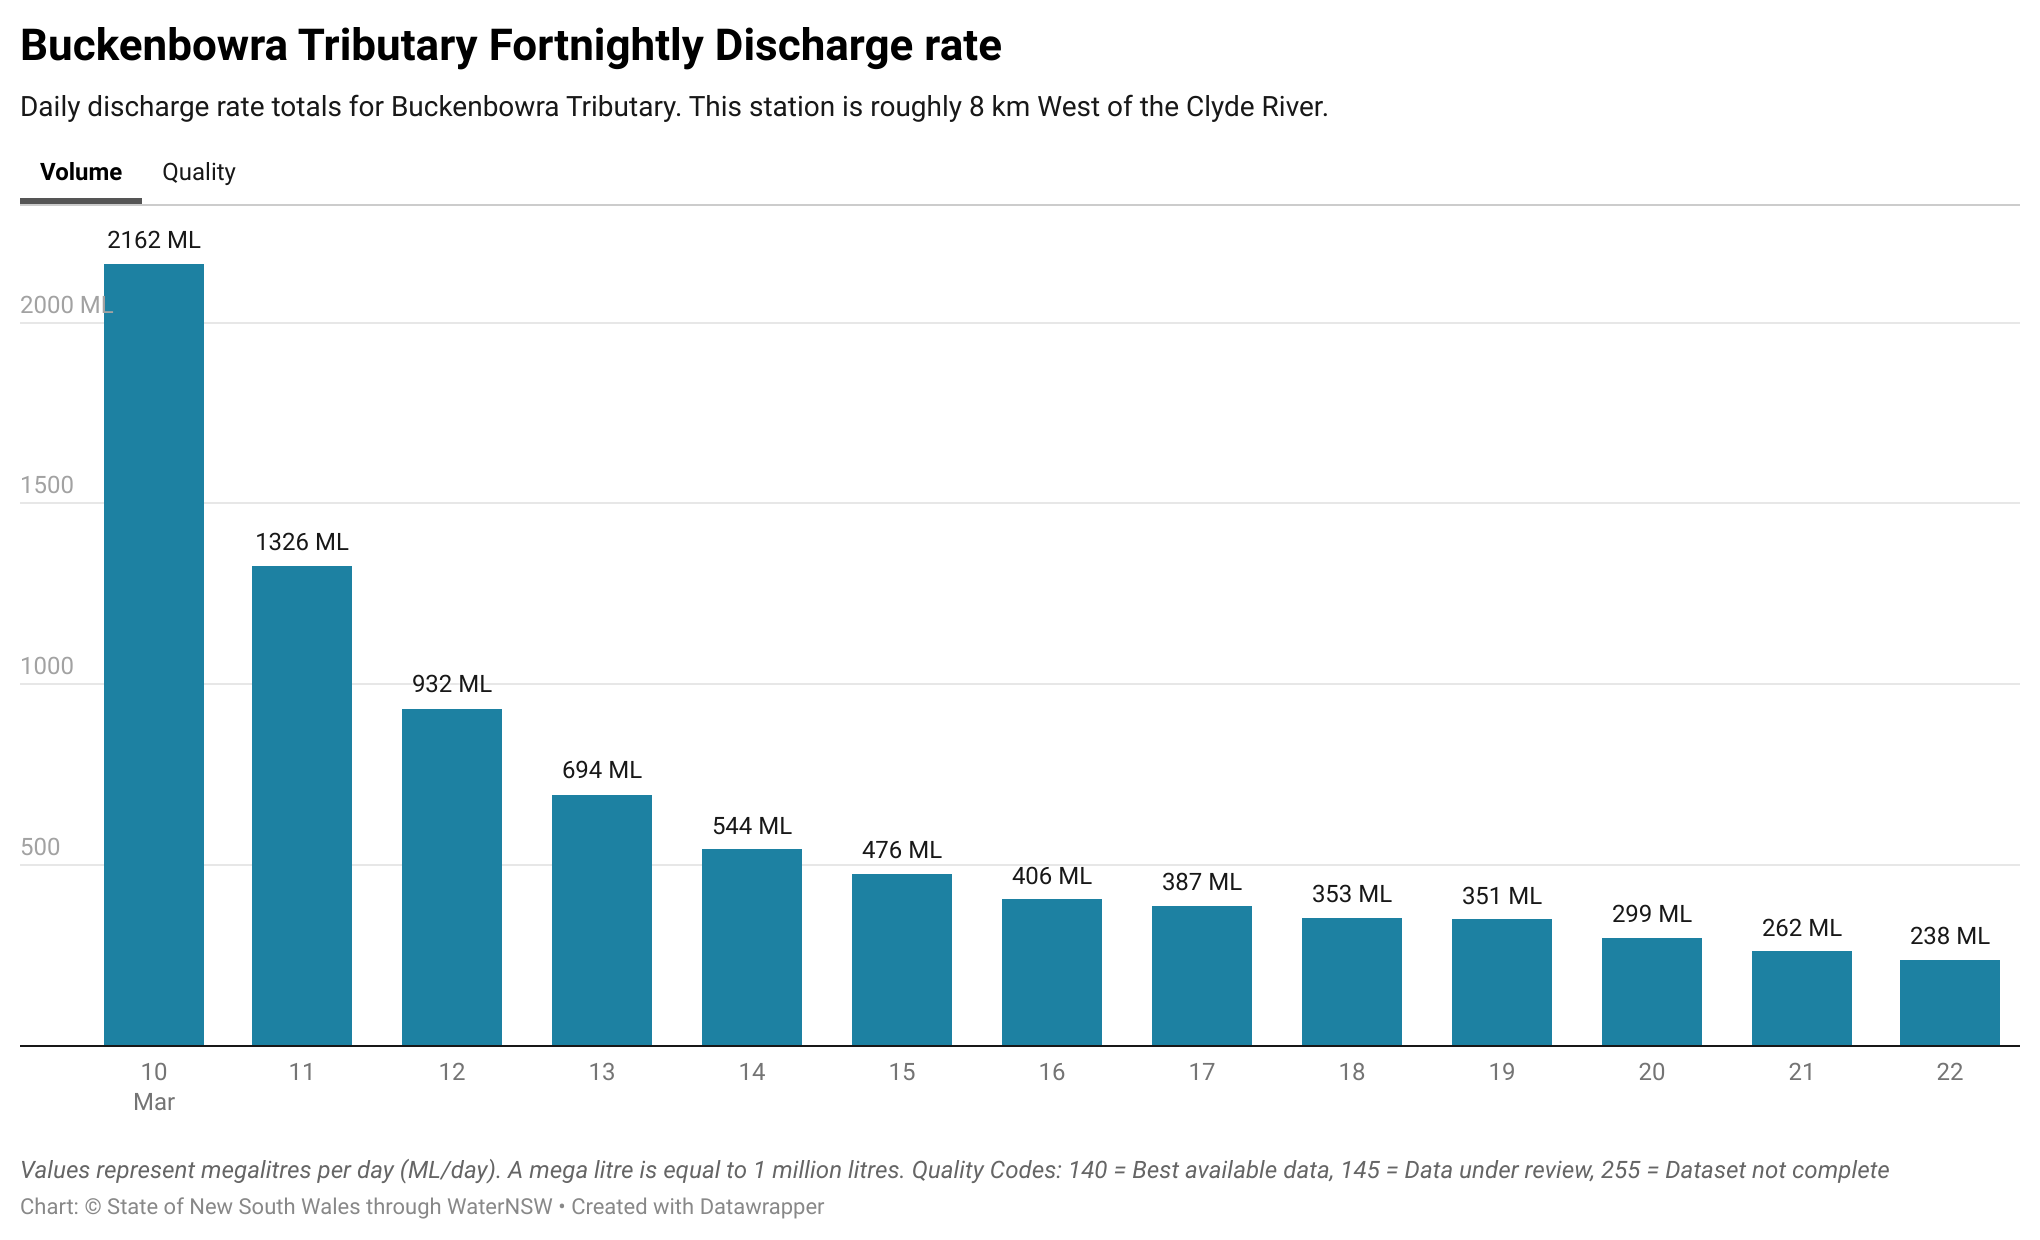 Buckenbowra Tributary Fortnightly Discharge rate
Daily discharge rate totals for Buckenbowra Tributary. This station is roughly 8 km West of the Clyde River.
Volume Quality
2162 ML
2000 ML
1500
1326 ML
1000
932 ML
694 ML
544 ML
500
476 ML
406 ML
387 ML
353 ML
351 ML
299 ML
262 ML
238 ML
10 11 12 13 14 15 16 17 18 19 20 21 22
Mar
Values represent megalitres per day (ML/day). A mega litre is equal to 1 million litres. Quality Codes: 140 = Best available data, 145 = Data under review, 255 = Dataset not complete
Chart: © State of New South Wales through WaterNSW • Created with Datawrapper